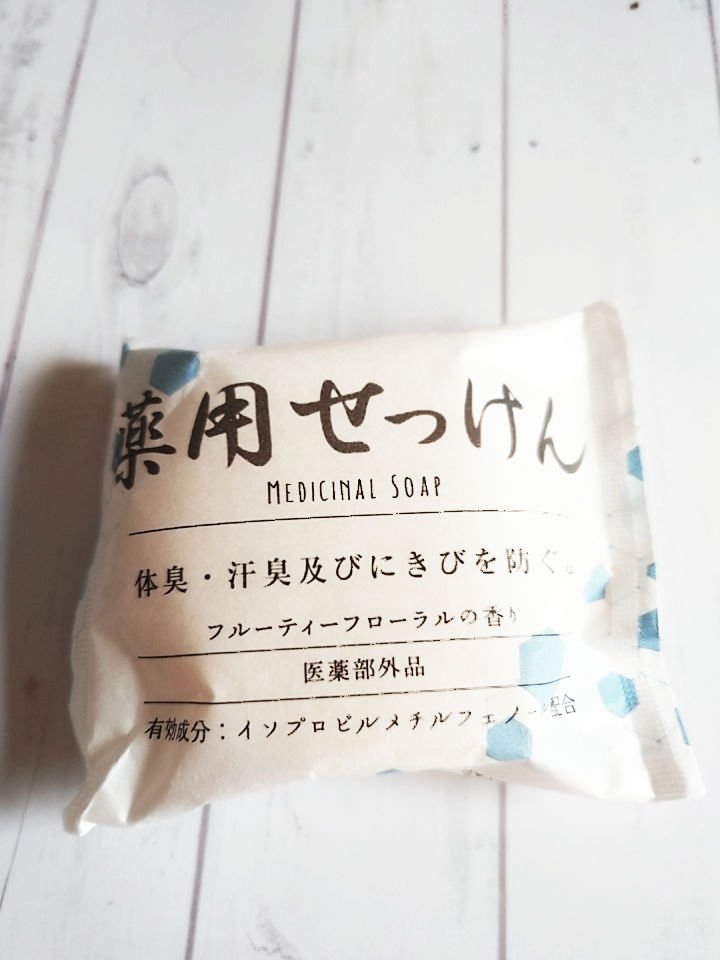 薬用せっけん
MEDICINAL SOAP
体臭・汗臭及びにきびを防ぐ。
フルーティーフローラルの香り
医薬部外品
有効成分：イソプロピルメチルフェノール配合